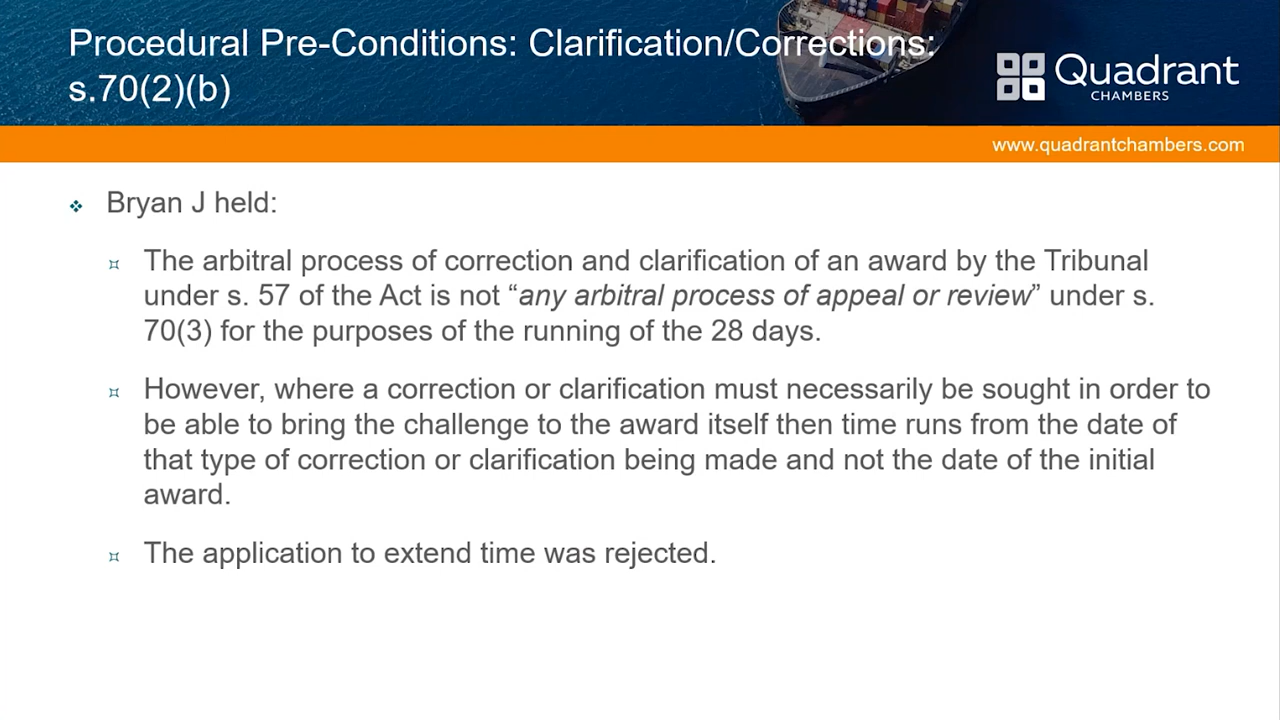 Procedural Pre-Conditions: Clarification/Corrections:
s.70(2)(b)
Quadrant
CHAMBERS
www.quadrantchambers.com
Bryan J held:
The arbitral process of correction and clarification of an award by the Tribunal
under s. 57 of the Act is not “any arbitral process of appeal or review” under s.
70(3) for the purposes of the running of the 28 days.
However, where a correction or clarification must necessarily be sought in order to
be able to bring the challenge to the award itself then time runs from the date of
that type of correction or clarification being made and not the date of the initial
award.
The application to extend time was rejected.